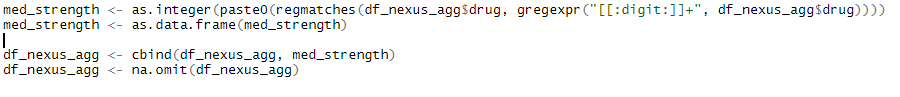 med_strength <- as.integer(paste0(regmatches(df_nexus_agg$drug, gregexpr("[[:digit:]]+", df_nexus_agg$drug))))
med_strength <- as.data.frame(med_strength)
df_nexus_agg <- cbind(df_nexus_agg, med_strength)
df_nexus_agg <- na.omit(df_nexus_agg)